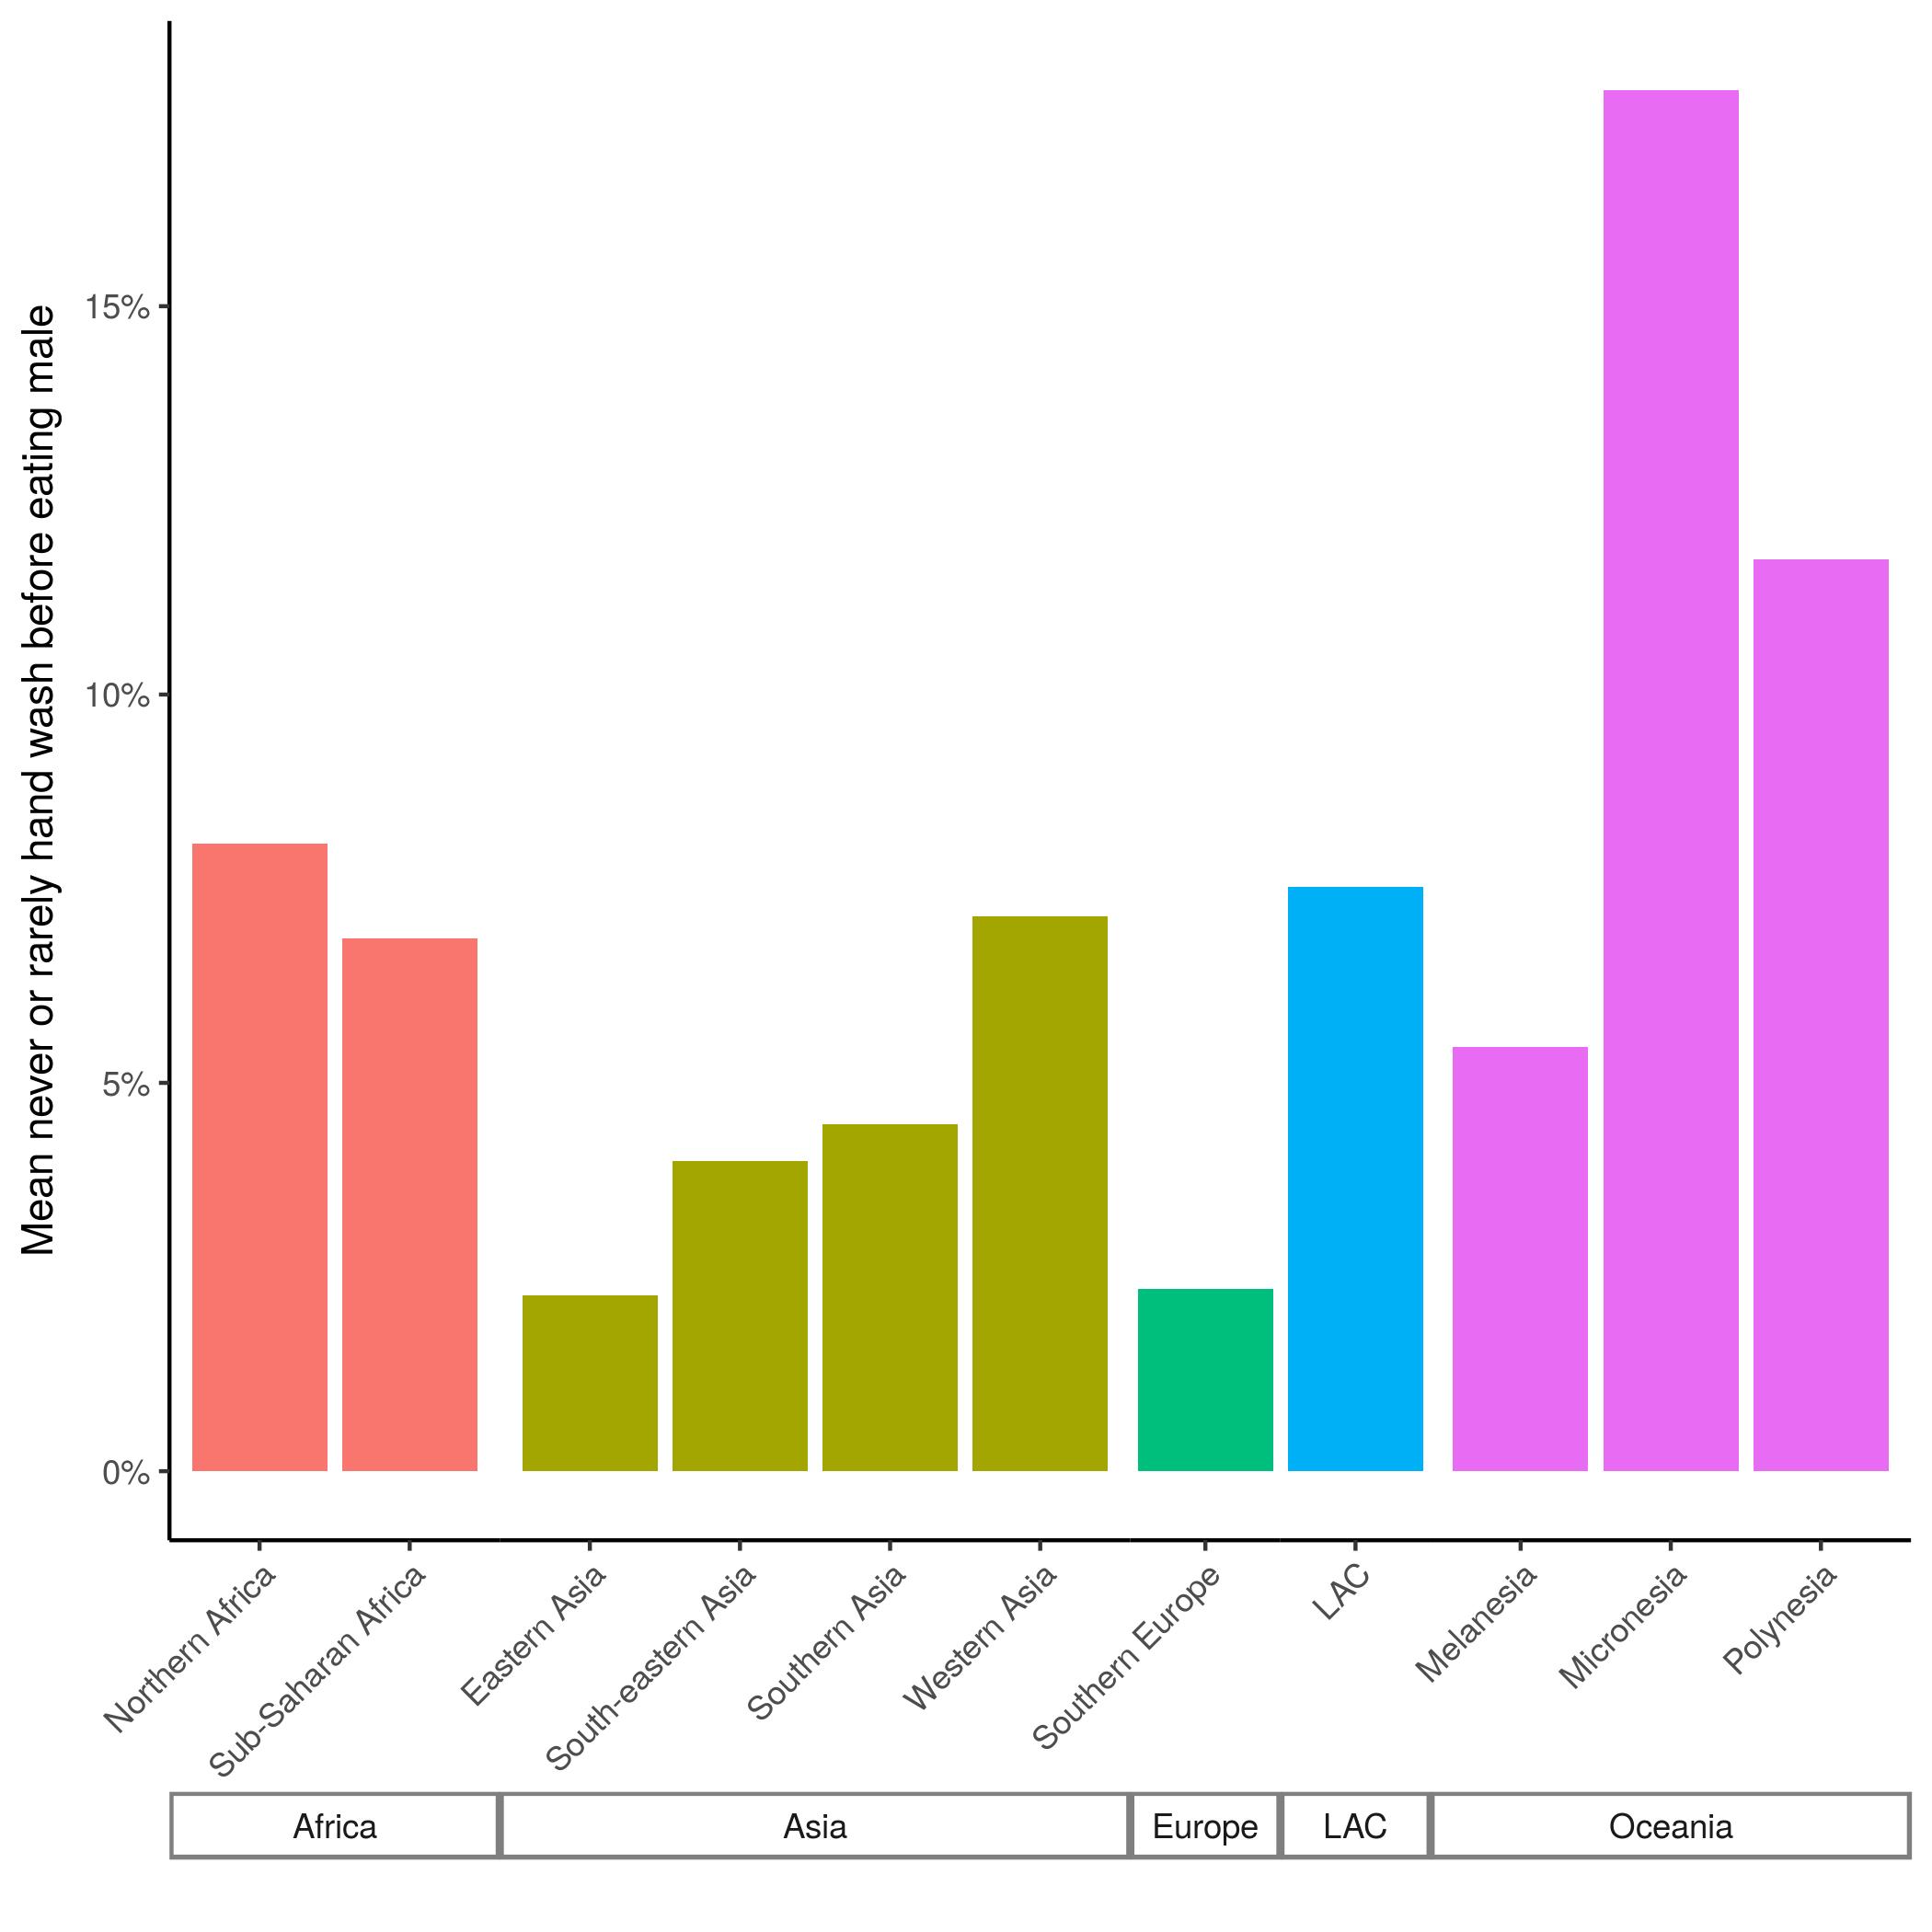 Mean never or rarely hand wash before eating male
15%
10%
5%
0%
Northern Africa
Sub-Saharan Africa
Eastern Asia
South-eastern Asia
Southern Asia
Western Asia
Southern Europe
LAC
Melanesia
Micronesia
Polynesia
Africa
Asia
Europe
LAC
Oceania